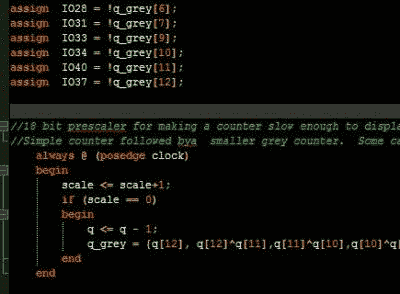 assign IO28 = !q_grey[6];
assign IO31 = !q_grey[7];
assign IO33 = !q_grey[9];
assign IO34 = !q_grey[10];
assign IO40 = !q_grey[11];
assign IO37 = !q_grey[12];
//18 bit prescaler for making a counter slow enough to displa
//Simple counter followed bya smaller grey counter. Some ca
always @ (posedge clock)
begin
scale <= scale+1;
if (scale == 0)
begin
q <= q - 1;
q_grey = {q[12], q[12]^q[11],q[11]^q[10],q[10]^q[
end
end